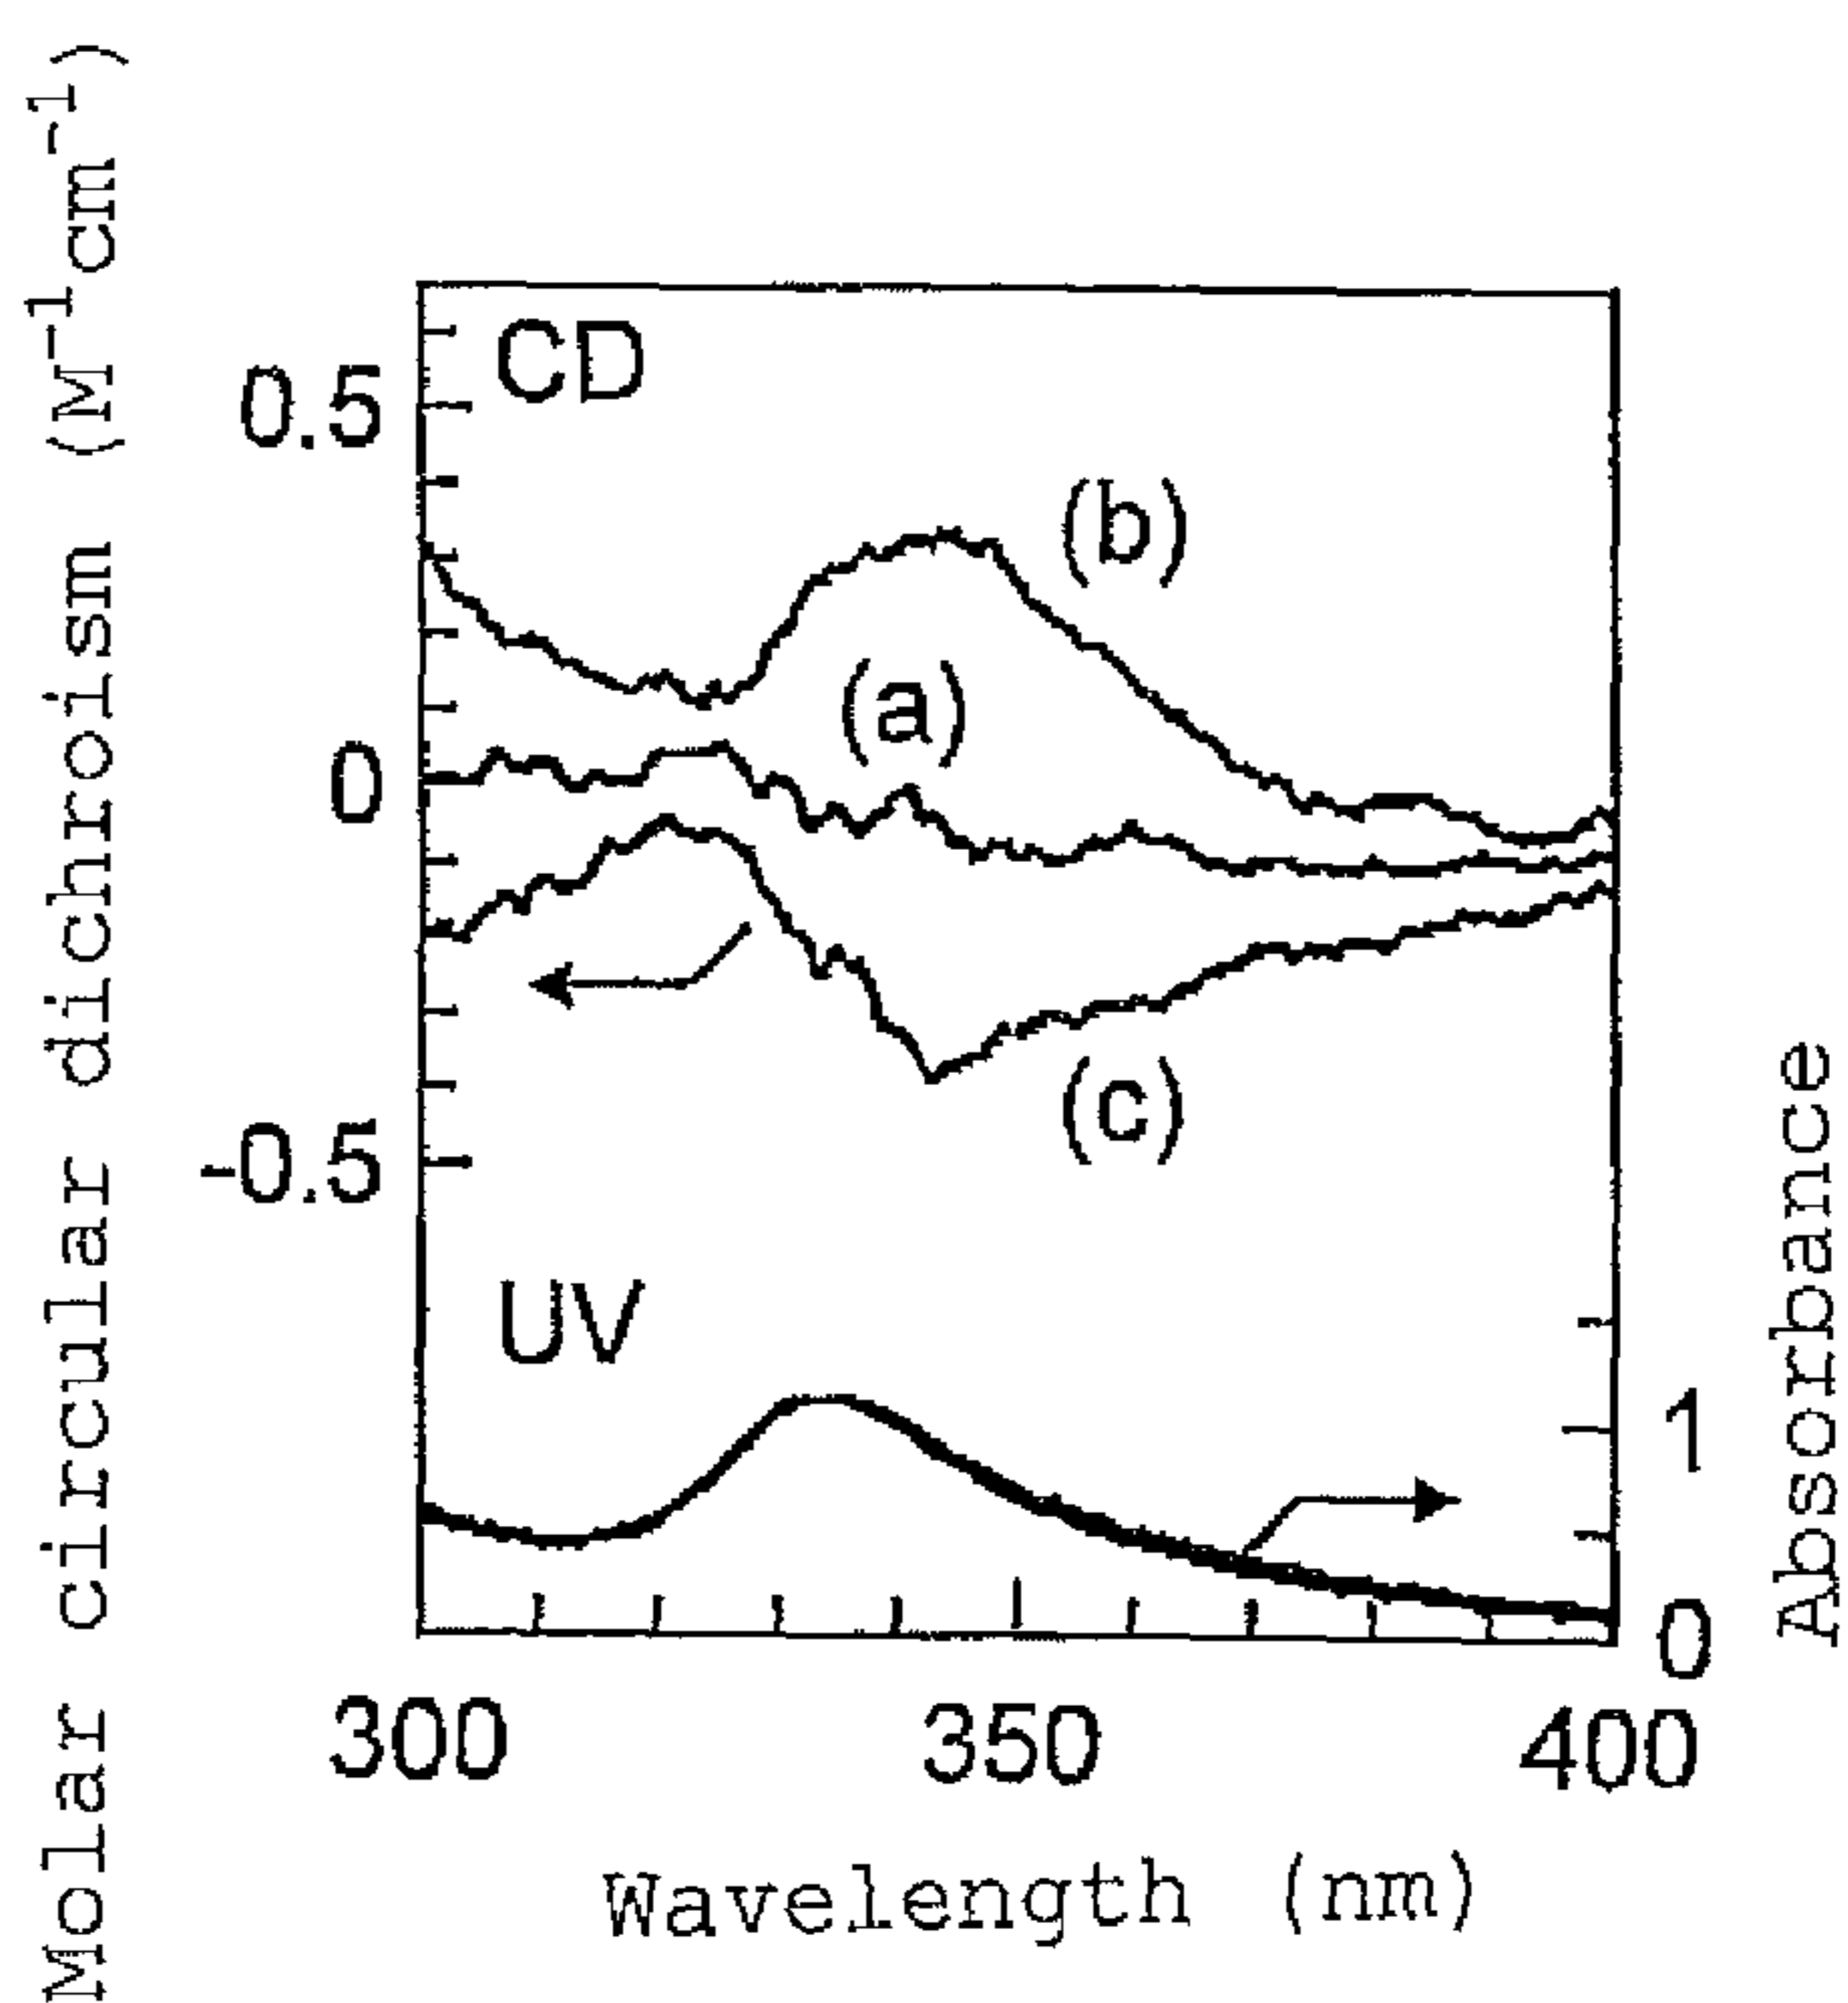 Molar circular dichroism (M⁻¹cm⁻¹)
CD
0.5
(b)
(a)
0
(c)
-0.5
UV
1
0
Absorbance
300 350 400
Wavelength (nm)